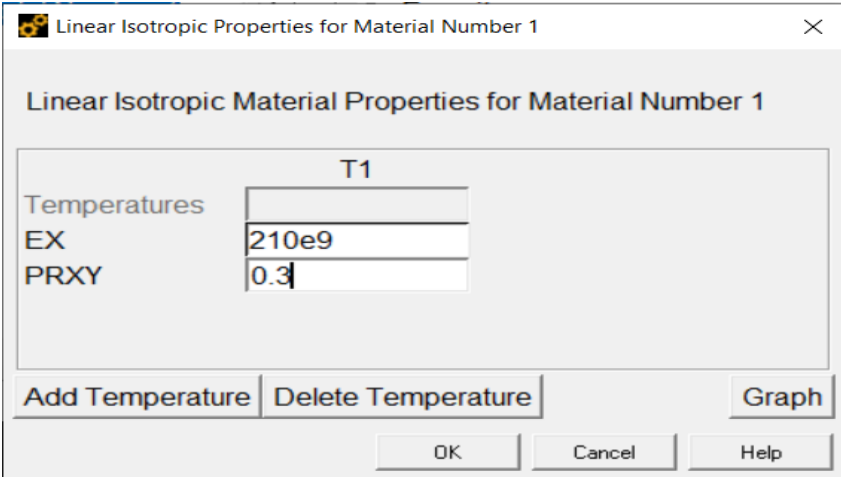 Linear Isotropic Properties for Material Number 1
Linear Isotropic Material Properties for Material Number 1
T1
Temperatures
EX 210e9
PRXY 0.3
Add Temperature Delete Temperature Graph
OK Cancel Help